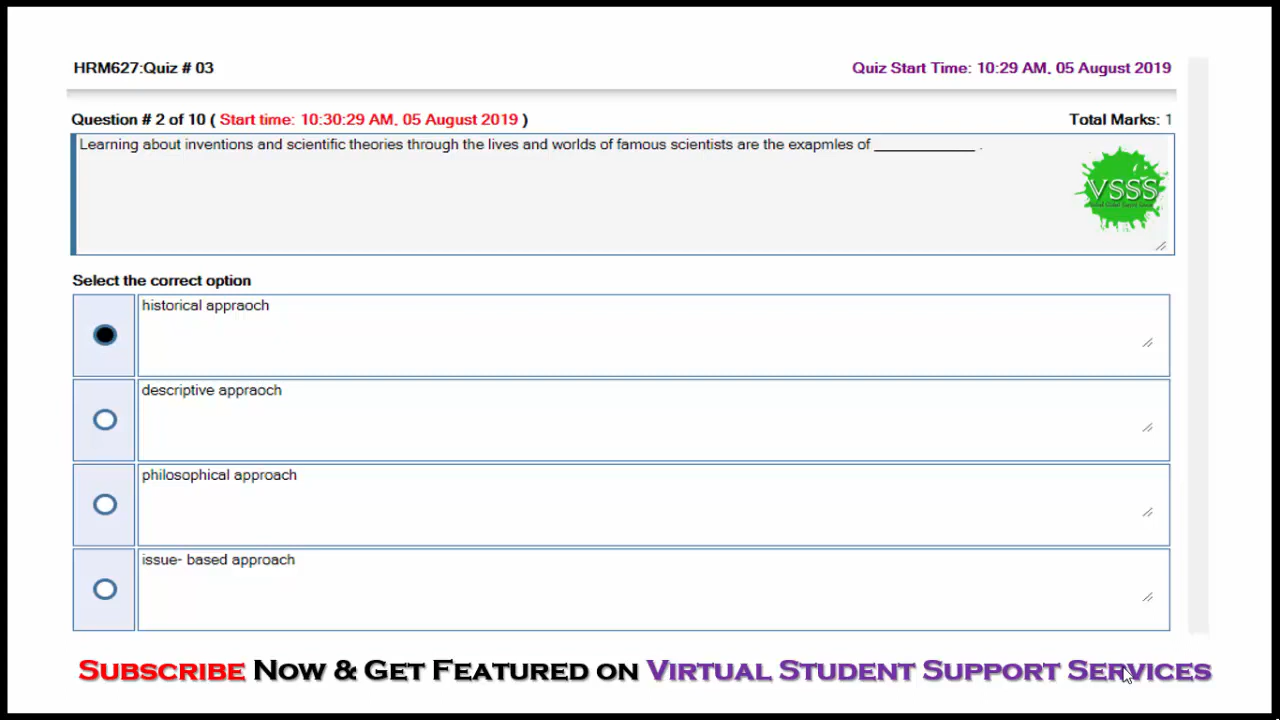 HRM627:Quiz # 03
Quiz Start Time: 10:29 AM, 05 August 2019
Question # 2 of 10 ( Start time: 10:30:29 AM, 05 August 2019 )
Total Marks: 1
Learning about inventions and scientific theories through the lives and worlds of famous scientists are the exapmles of _____________ .
VSSS
Select the correct option
historical appraoch
descriptive appraoch
philosophical approach
issue- based approach
Subscribe Now & Get Featured on Virtual Student Support Services